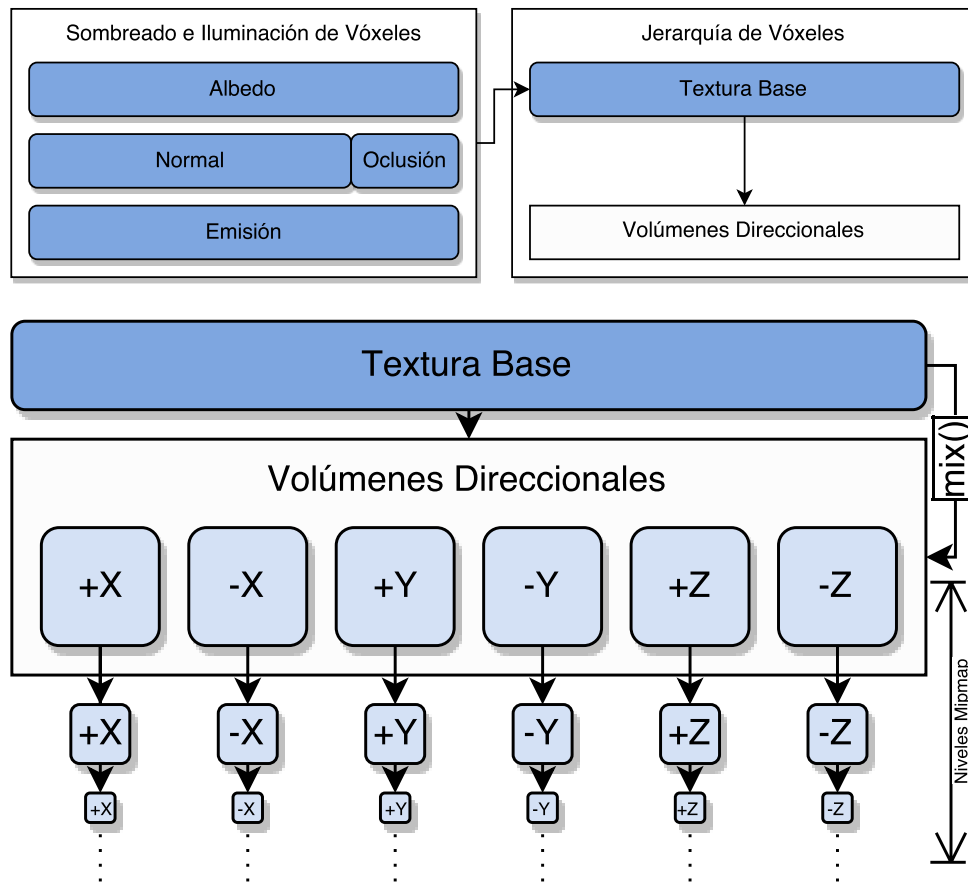 Sombreado e Iluminación de Vóxeles
Albedo
Normal
Oclusión
Emisión
Jerarquía de Vóxeles
Textura Base
Volúmenes Direccionales
Textura Base
mix()
Volúmenes Direccionales
+X -X +Y -Y +Z -Z
+X -X +Y -Y +Z -Z
+X -X +Y -Y +Z -Z
Niveles Mipmap